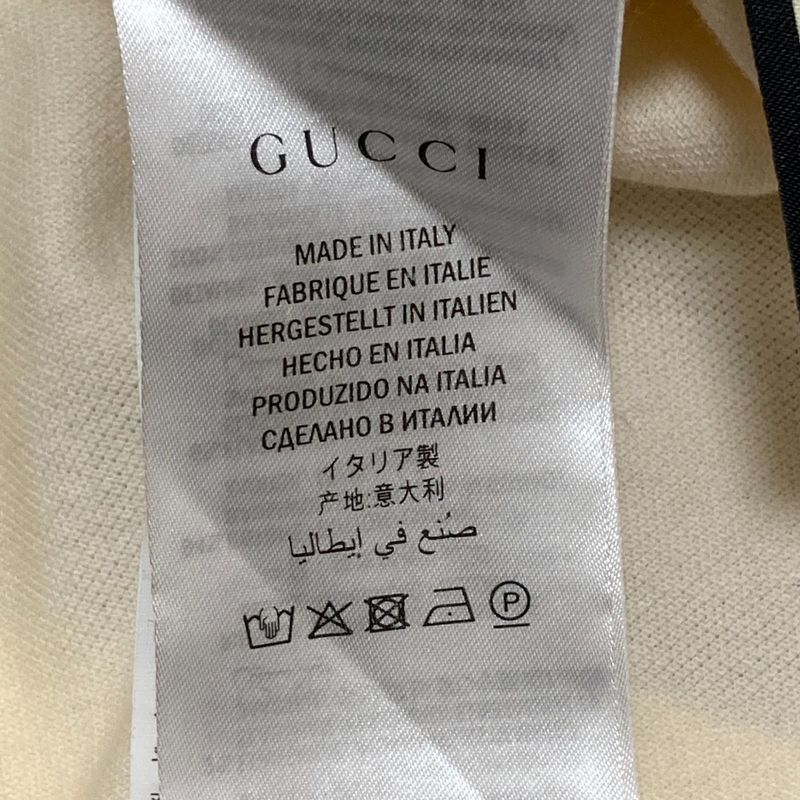 GUCCI
MADE IN ITALY
FABRIQUE EN ITALIE
HERGESTELLT IN ITALIEN
HECHO EN ITALIA
PRODUZIDO NA ITALIA
СДЕЛАНО В ИТАЛИИ
イタリア製
产地:意大利
صُنع في إيطاليا
P